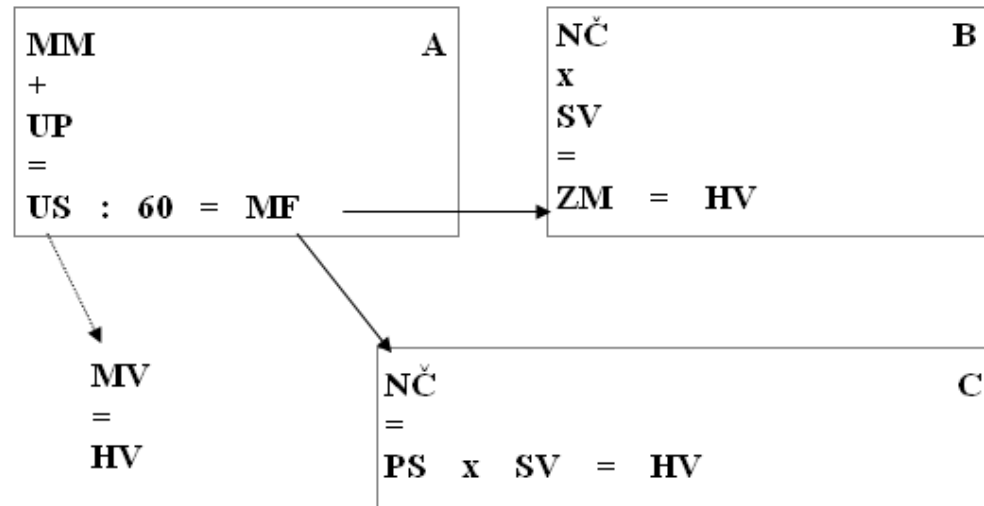 MM A
+
UP
=
US : 60 = MF
NČ B
x
SV
=
ZM = HV
MV
=
HV
NČ C
=
PS x SV = HV